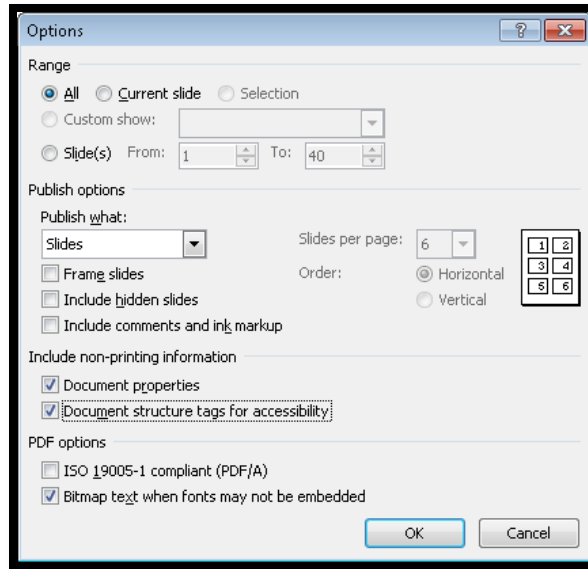 Options
?
Range
All Current slide Selection
Custom show:
Slide(s) From: 1 To: 40
Publish options
Publish what:
Slides Slides per page: 6
Frame slides Order: Horizontal
Include hidden slides Vertical
Include comments and ink markup
1 2
3 4
5 6
Include non-printing information
Document properties
Document structure tags for accessibility
PDF options
ISO 19005-1 compliant (PDF/A)
Bitmap text when fonts may not be embedded
OK Cancel